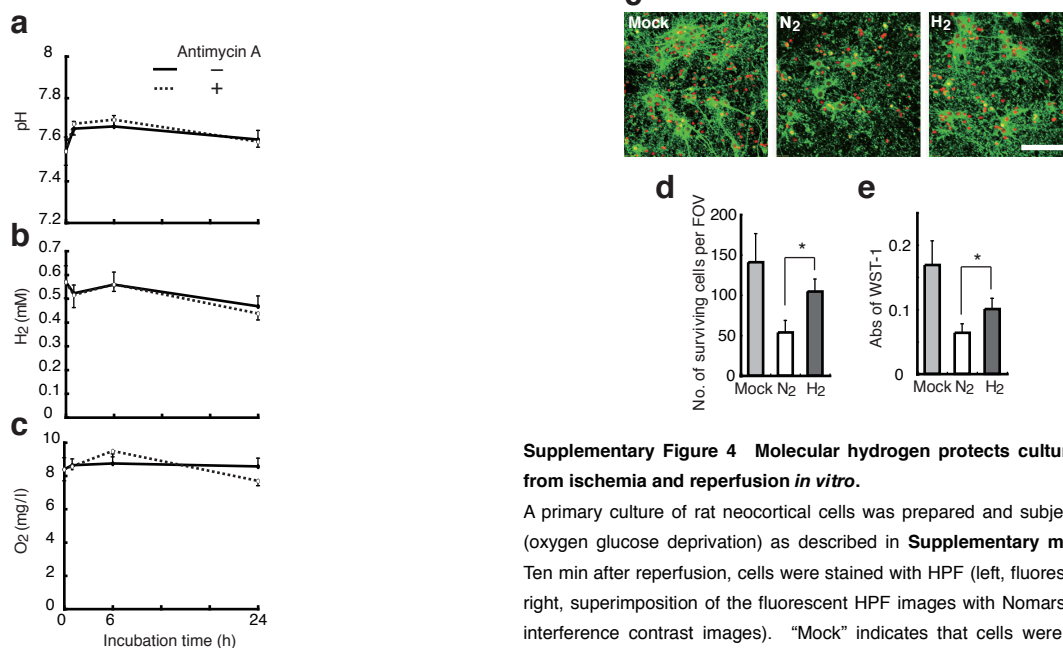 a
8
7.8
7.6
7.4
7.2
pH
Antimycin A
−
+
b
0.7
0.6
0.5
0.4
0.3
0.2
0.1
0
H2 (mM)
c
10
8
6
4
2
0
O2 (mg/l)
0 6 24
Incubation time (h)
Mock N2 H2
d
200
150
100
50
0
No. of surviving cells per FOV
*
Mock N2 H2
e
0.2
0.1
0
Abs of WST-1
*
Mock N2 H2
Supplementary Figure 4 Molecular hydrogen protects cultur
from ischemia and reperfusion in vitro.
A primary culture of rat neocortical cells was prepared and subje
(oxygen glucose deprivation) as described in Supplementary m
Ten min after reperfusion, cells were stained with HPF (left, fluores
right, superimposition of the fluorescent HPF images with Nomars
interference contrast images). "Mock" indicates that cells were